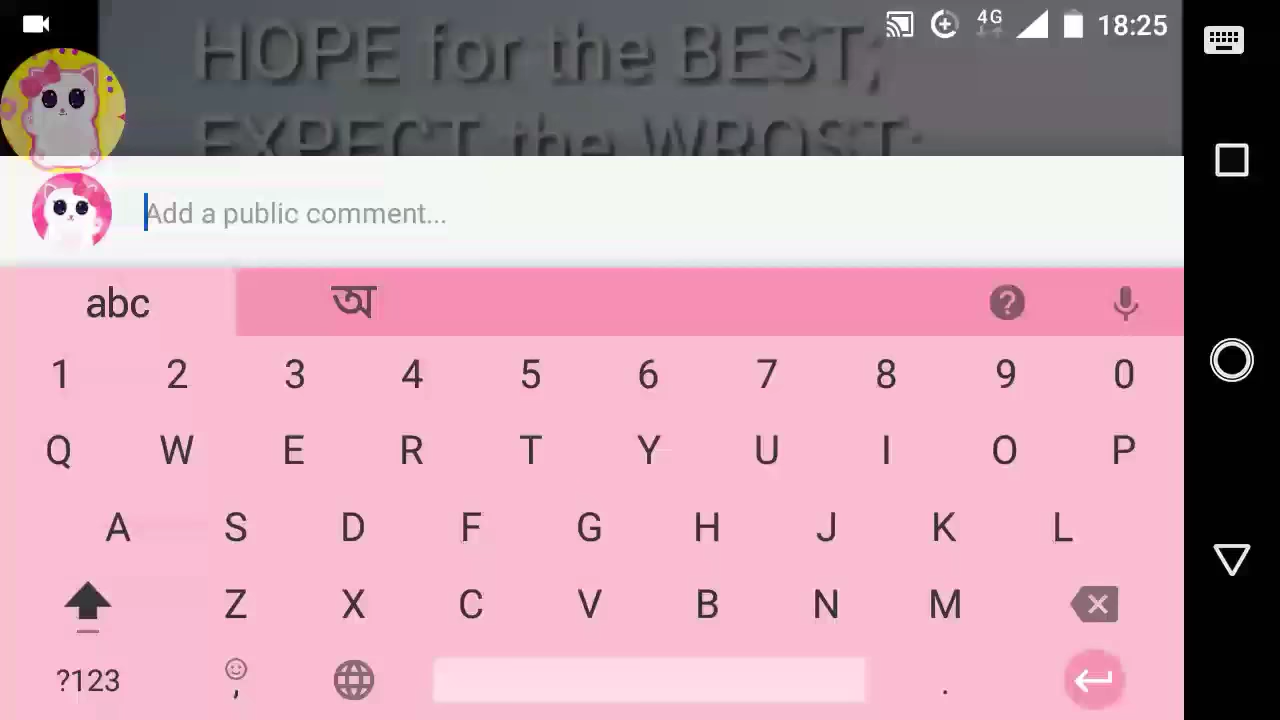 HOPE for the BEST;
EXPECT the WROST;
4G
18:25
Add a public comment...
abc
অ
1 2 3 4 5 6 7 8 9 0
Q W E R T Y U I O P
A S D F G H J K L
Z X C V B N M
?123 , .